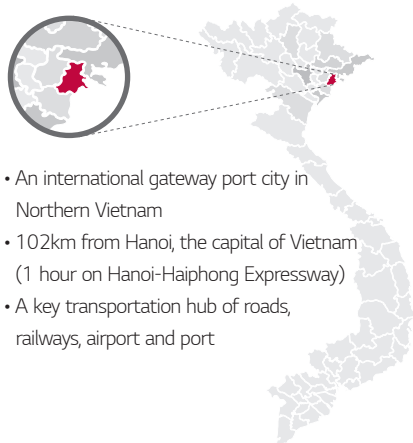 • An international gateway port city in
Northern Vietnam
• 102km from Hanoi, the capital of Vietnam
(1 hour on Hanoi-Haiphong Expressway)
• A key transportation hub of roads,
railways, airport and port